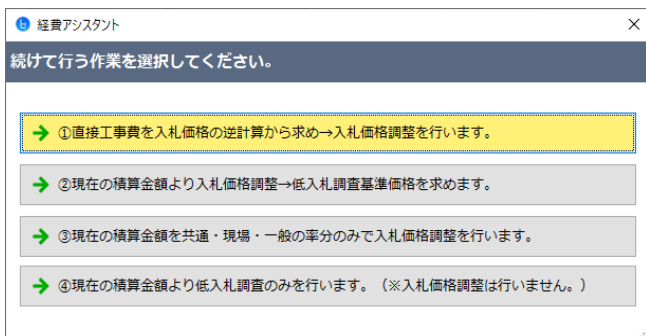 経費アシスタント
続けて行う作業を選択してください。
①直接工事費を入札価格の逆計算から求め→入札価格調整を行います。
②現在の積算金額より入札価格調整→低入札調査基準価格を求めます。
③現在の積算金額を共通・現場・一般の率分のみで入札価格調整を行います。
④現在の積算金額より低入札調査のみを行います。（※入札価格調整は行いません。）